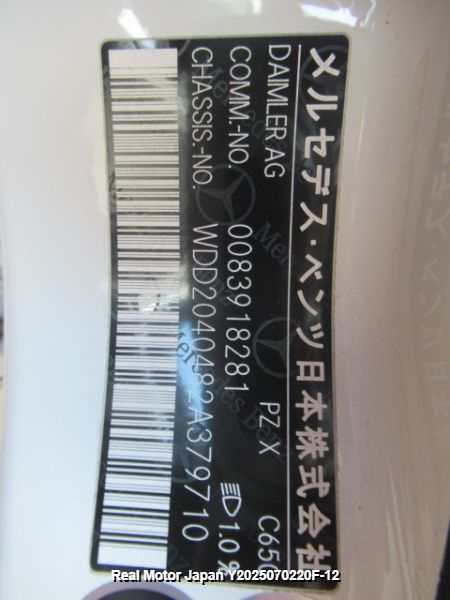 メルセデス・ベンツ日本株式会社
DAIMLER AG PZ-X C650
COMM.-NO. 0083918281 1.0%
CHASSIS.-NO. WDD2040482A379710
Real Motor Japan Y2025070220F-12